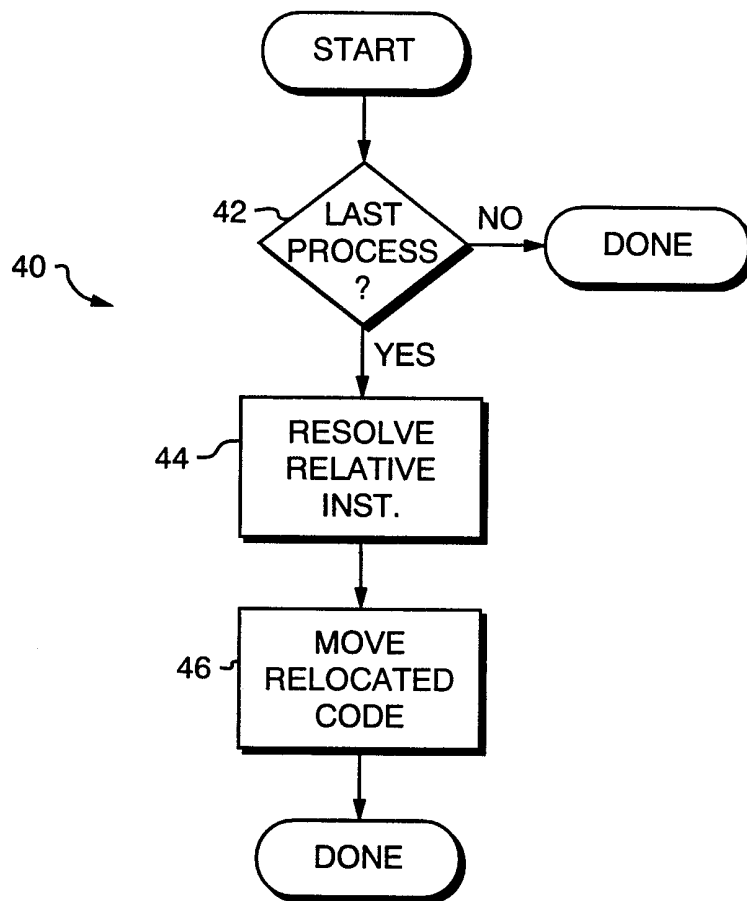 START
42
LAST
PROCESS
?
NO
DONE
40
YES
44
RESOLVE
RELATIVE
INST.
46
MOVE
RELOCATED
CODE
DONE